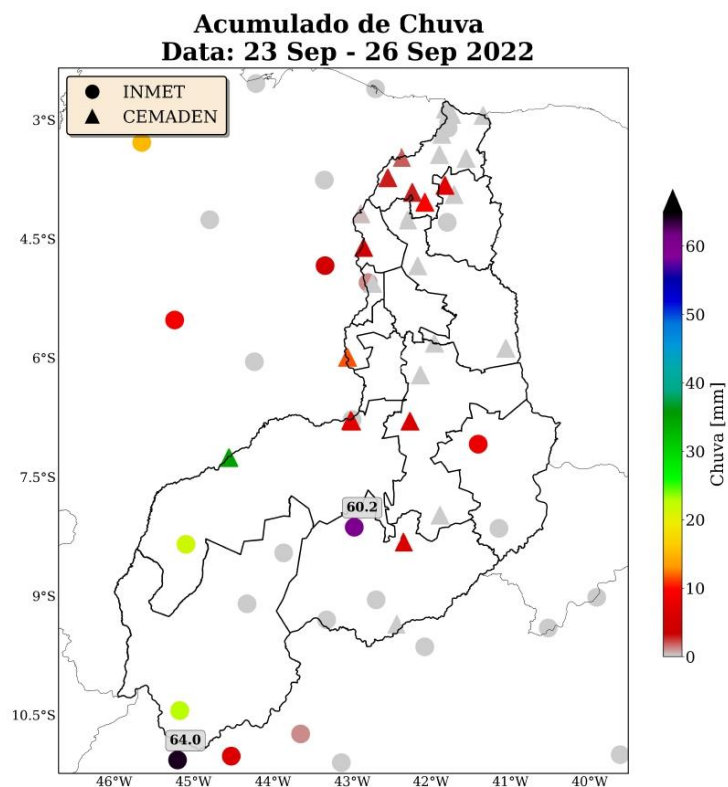 Acumulado de Chuva
Data: 23 Sep - 26 Sep 2022
INMET
CEMADEN
3°S
4.5°S
6°S
7.5°S
9°S
10.5°S
60.2
64.0
46°W 45°W 44°W 43°W 42°W 41°W 40°W
60
50
40
30
20
10
0
Chuva [mm]